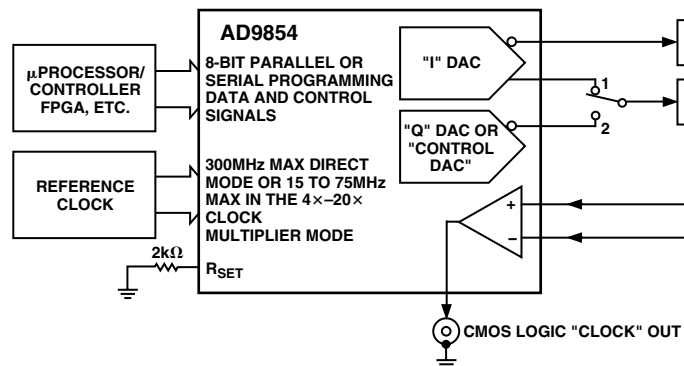 AD9854
µPROCESSOR/
CONTROLLER
FPGA, ETC.
8-BIT PARALLEL OR
SERIAL PROGRAMMING
DATA AND CONTROL
SIGNALS
"I" DAC
1
2
"Q" DAC OR
"CONTROL
DAC"
REFERENCE
CLOCK
300MHz MAX DIRECT
MODE OR 15 TO 75MHz
MAX IN THE 4×–20×
CLOCK
MULTIPLIER MODE
+
–
2kΩ
RSET
CMOS LOGIC "CLOCK" OUT